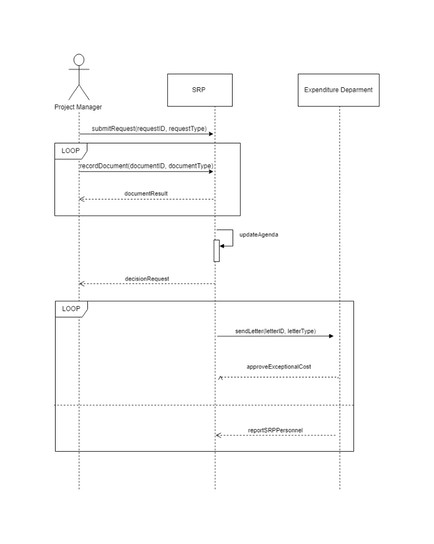 Project Manager
SRP
Expenditure Deparment
submitRequest(requestID, requestType)
LOOP
recordDocument(documentID, documentType)
documentResult
updateAgenda
decisionRequest
LOOP
sendLetter(letterID, letterType)
approveExceptionalCost
reportSRPPersonnel